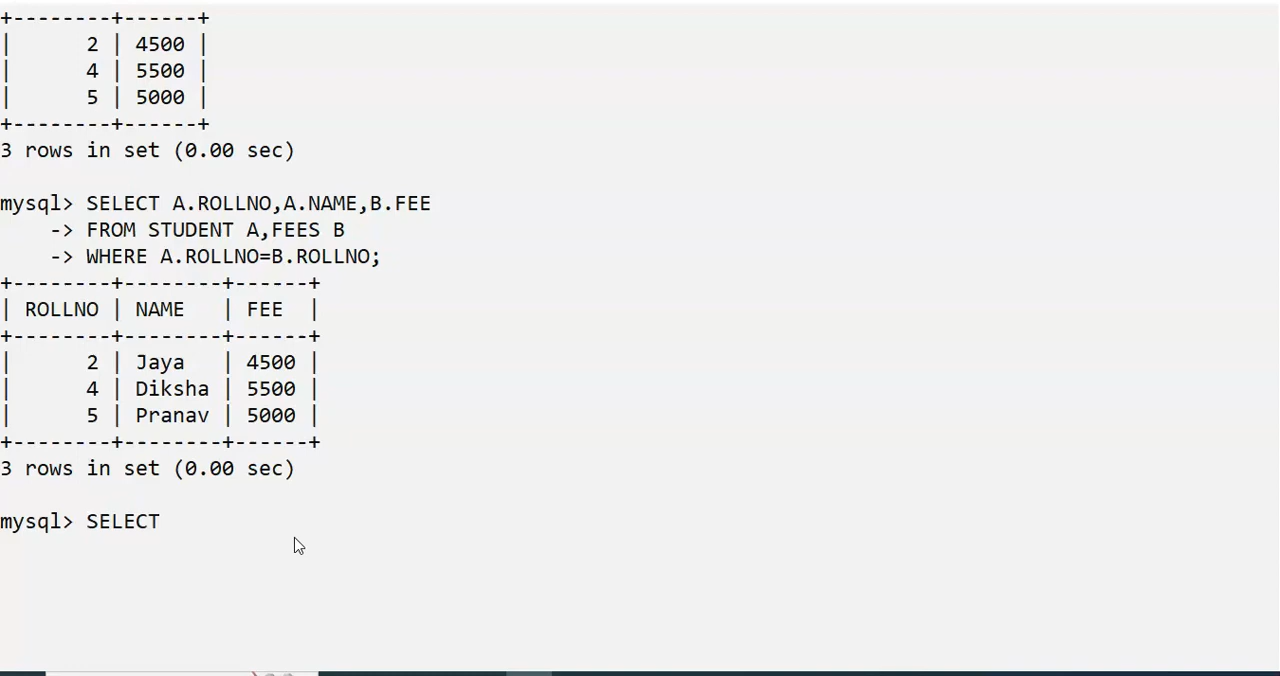 +--------+------+
|      2 | 4500 |
|      4 | 5500 |
|      5 | 5000 |
+--------+------+
3 rows in set (0.00 sec)

mysql> SELECT A.ROLLNO,A.NAME,B.FEE
    -> FROM STUDENT A,FEES B
    -> WHERE A.ROLLNO=B.ROLLNO;
+--------+--------+------+
| ROLLNO | NAME   | FEE  |
+--------+--------+------+
|      2 | Jaya   | 4500 |
|      4 | Diksha | 5500 |
|      5 | Pranav | 5000 |
+--------+--------+------+
3 rows in set (0.00 sec)

mysql> SELECT